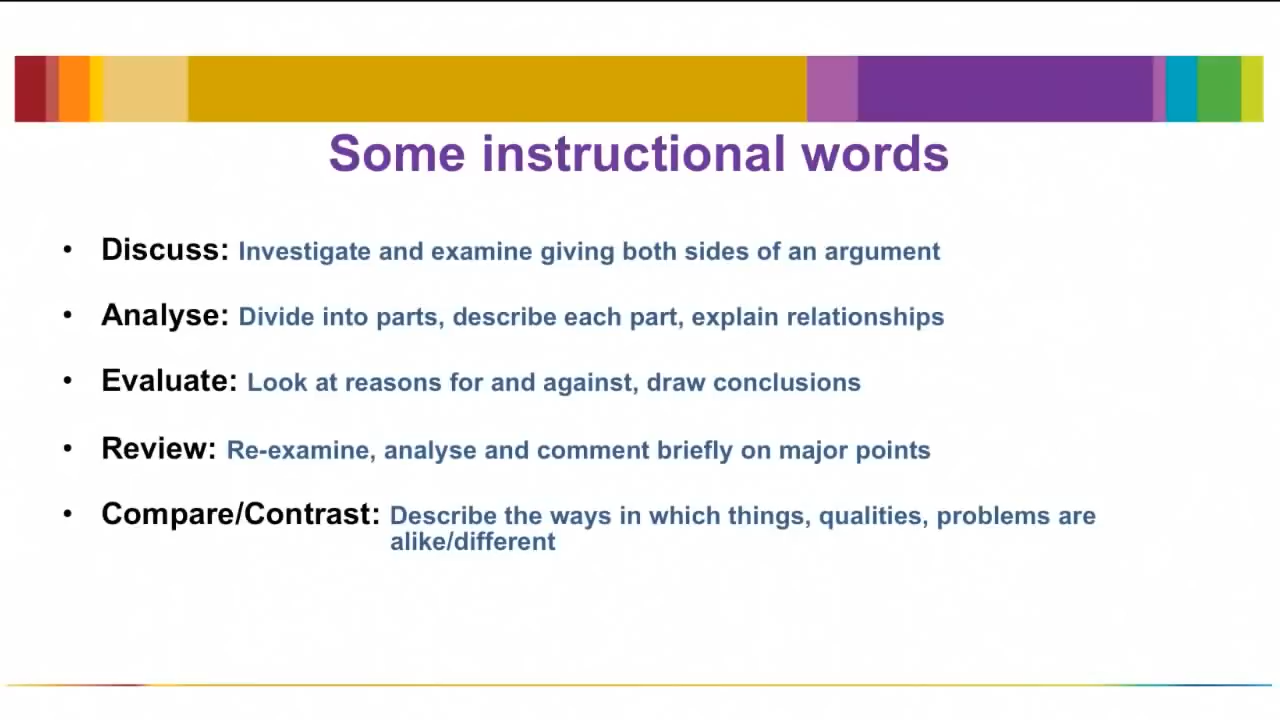 Some instructional words
• Discuss: Investigate and examine giving both sides of an argument
• Analyse: Divide into parts, describe each part, explain relationships
• Evaluate: Look at reasons for and against, draw conclusions
• Review: Re-examine, analyse and comment briefly on major points
• Compare/Contrast: Describe the ways in which things, qualities, problems are
alike/different